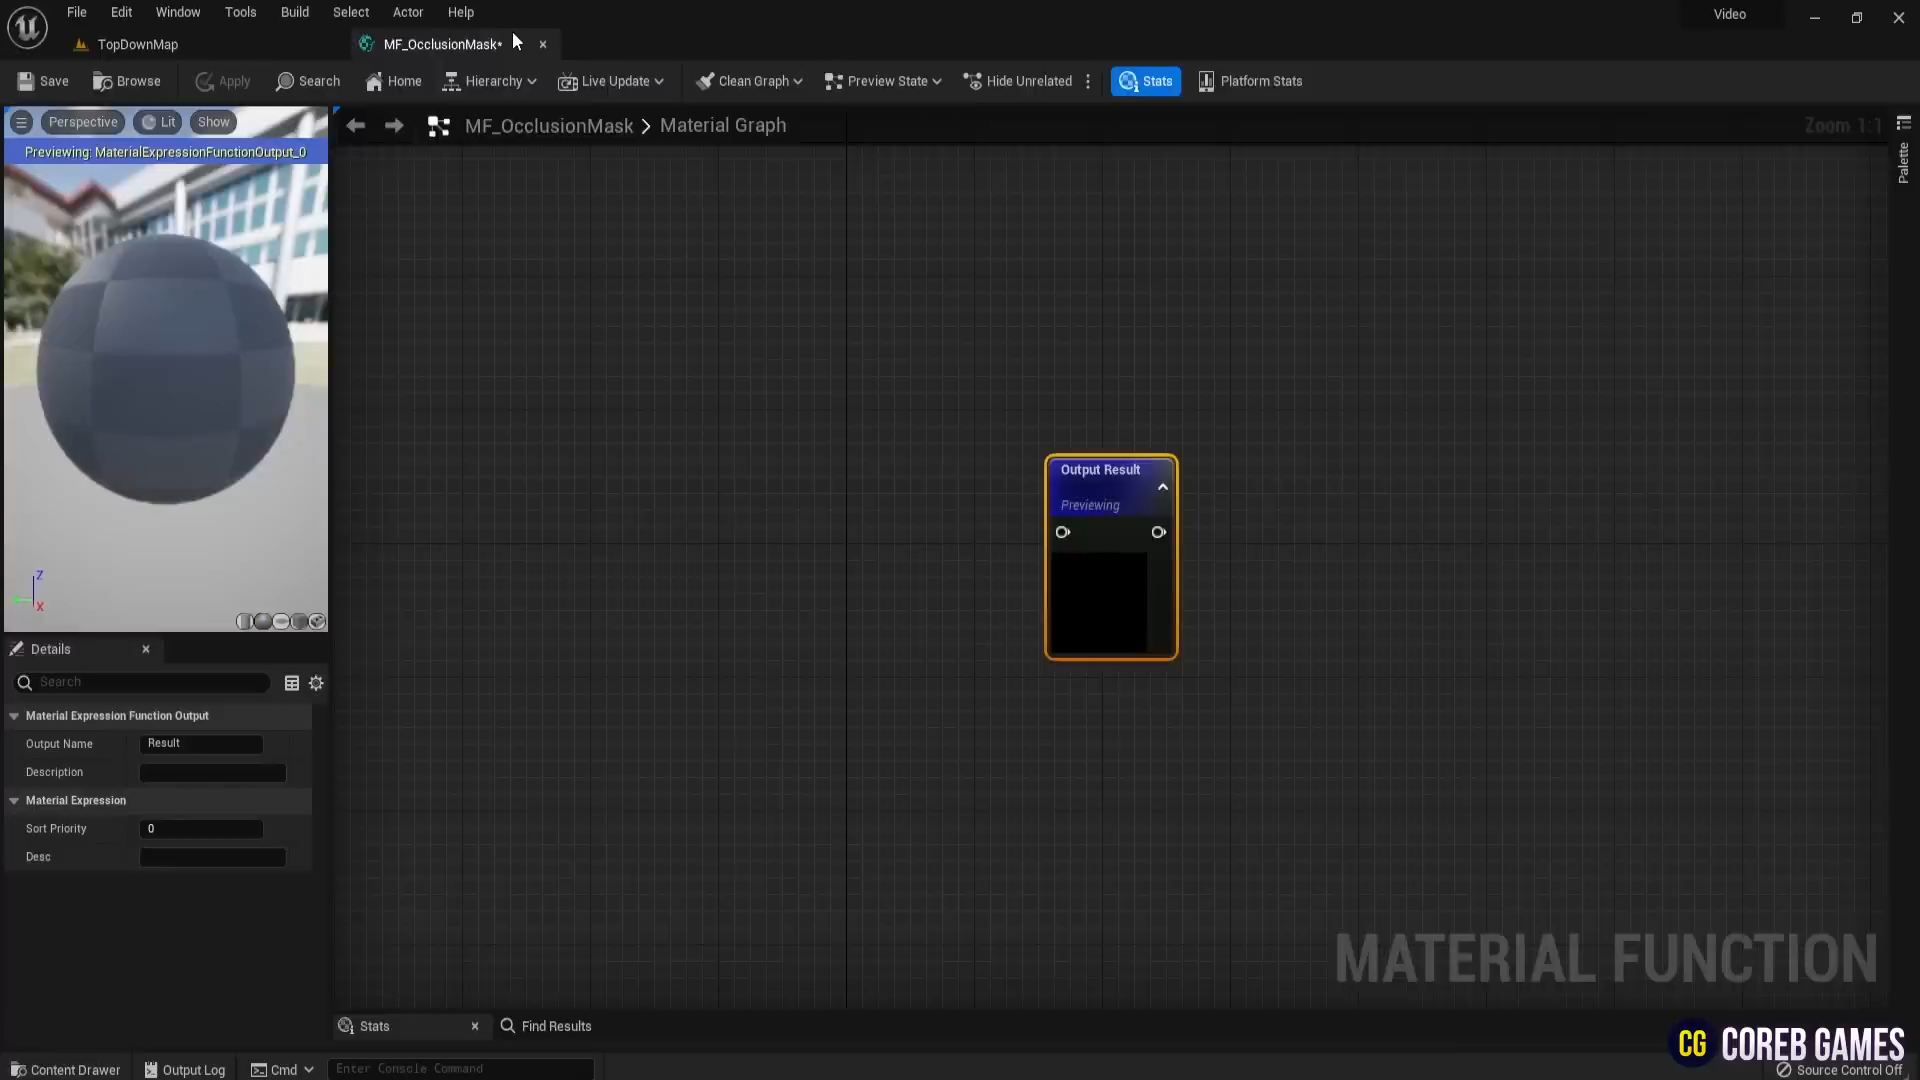 File Edit Window Tools Build Select Actor Help
Video
TopDownMap
MF_OcclusionMask*
Save Browse Apply Search Home Hierarchy Live Update Clean Graph Preview State Hide Unrelated Stats Platform Stats
Perspective Lit Show
Previewing: MaterialExpressionFunctionOutput_0
MF_OcclusionMask > Material Graph
Zoom 1:1
Palette
Output Result
Previewing
Z
X
Details
Search
Material Expression Function Output
Output Name Result
Description
Material Expression
Sort Priority 0
Desc
MATERIAL FUNCTION
Stats
Find Results
CG COREB GAMES
Content Drawer Output Log Cmd Enter Console Command
Source Control Off